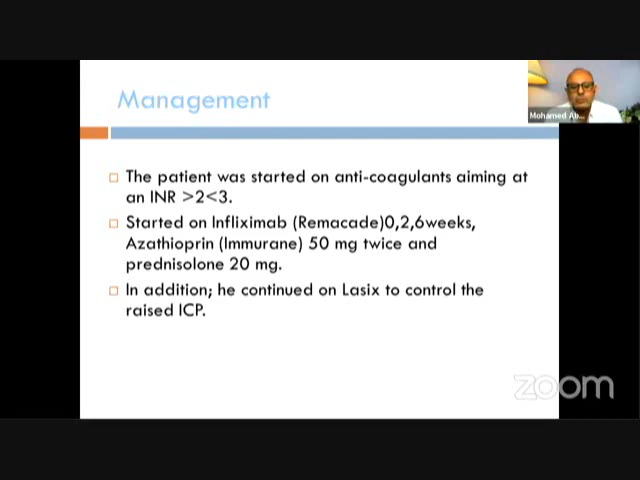 Management
Mohamed Ab...
The patient was started on anti-coagulants aiming at
an INR >2<3.
Started on Infliximab (Remacade)0,2,6weeks,
Azathioprin (Immurane) 50 mg twice and
prednisolone 20 mg.
In addition; he continued on Lasix to control the
raised ICP.
zoom